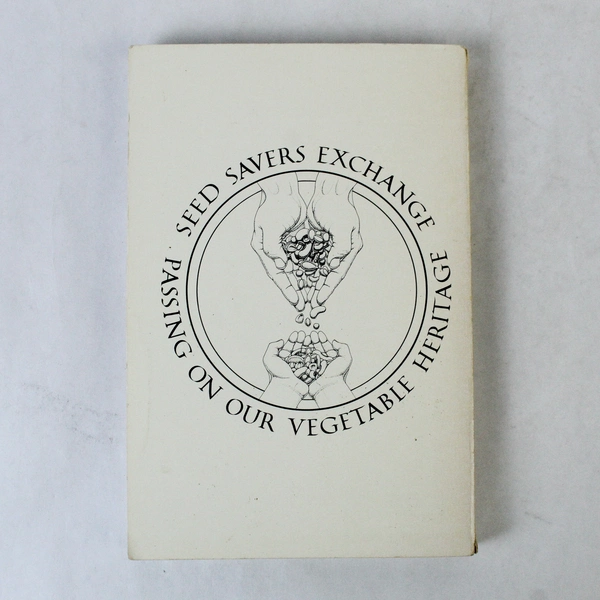 SEED SAVERS EXCHANGE
PASSING ON OUR VEGETABLE HERITAGE